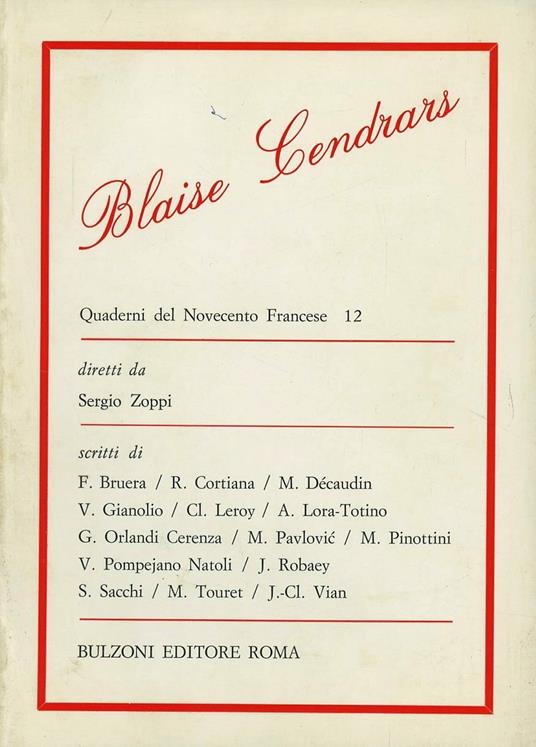 Blaise Cendrars
Quaderni del Novecento Francese 12
diretti da
Sergio Zoppi
scritti di
F. Bruera / R. Cortiana / M. Décaudin
V. Gianolio / Cl. Leroy / A. Lora-Totino
G. Orlandi Cerenza / M. Pavlović / M. Pinottini
V. Pompejano Natoli / J. Robaey
S. Sacchi / M. Touret / J.-Cl. Vian
BULZONI EDITORE ROMA